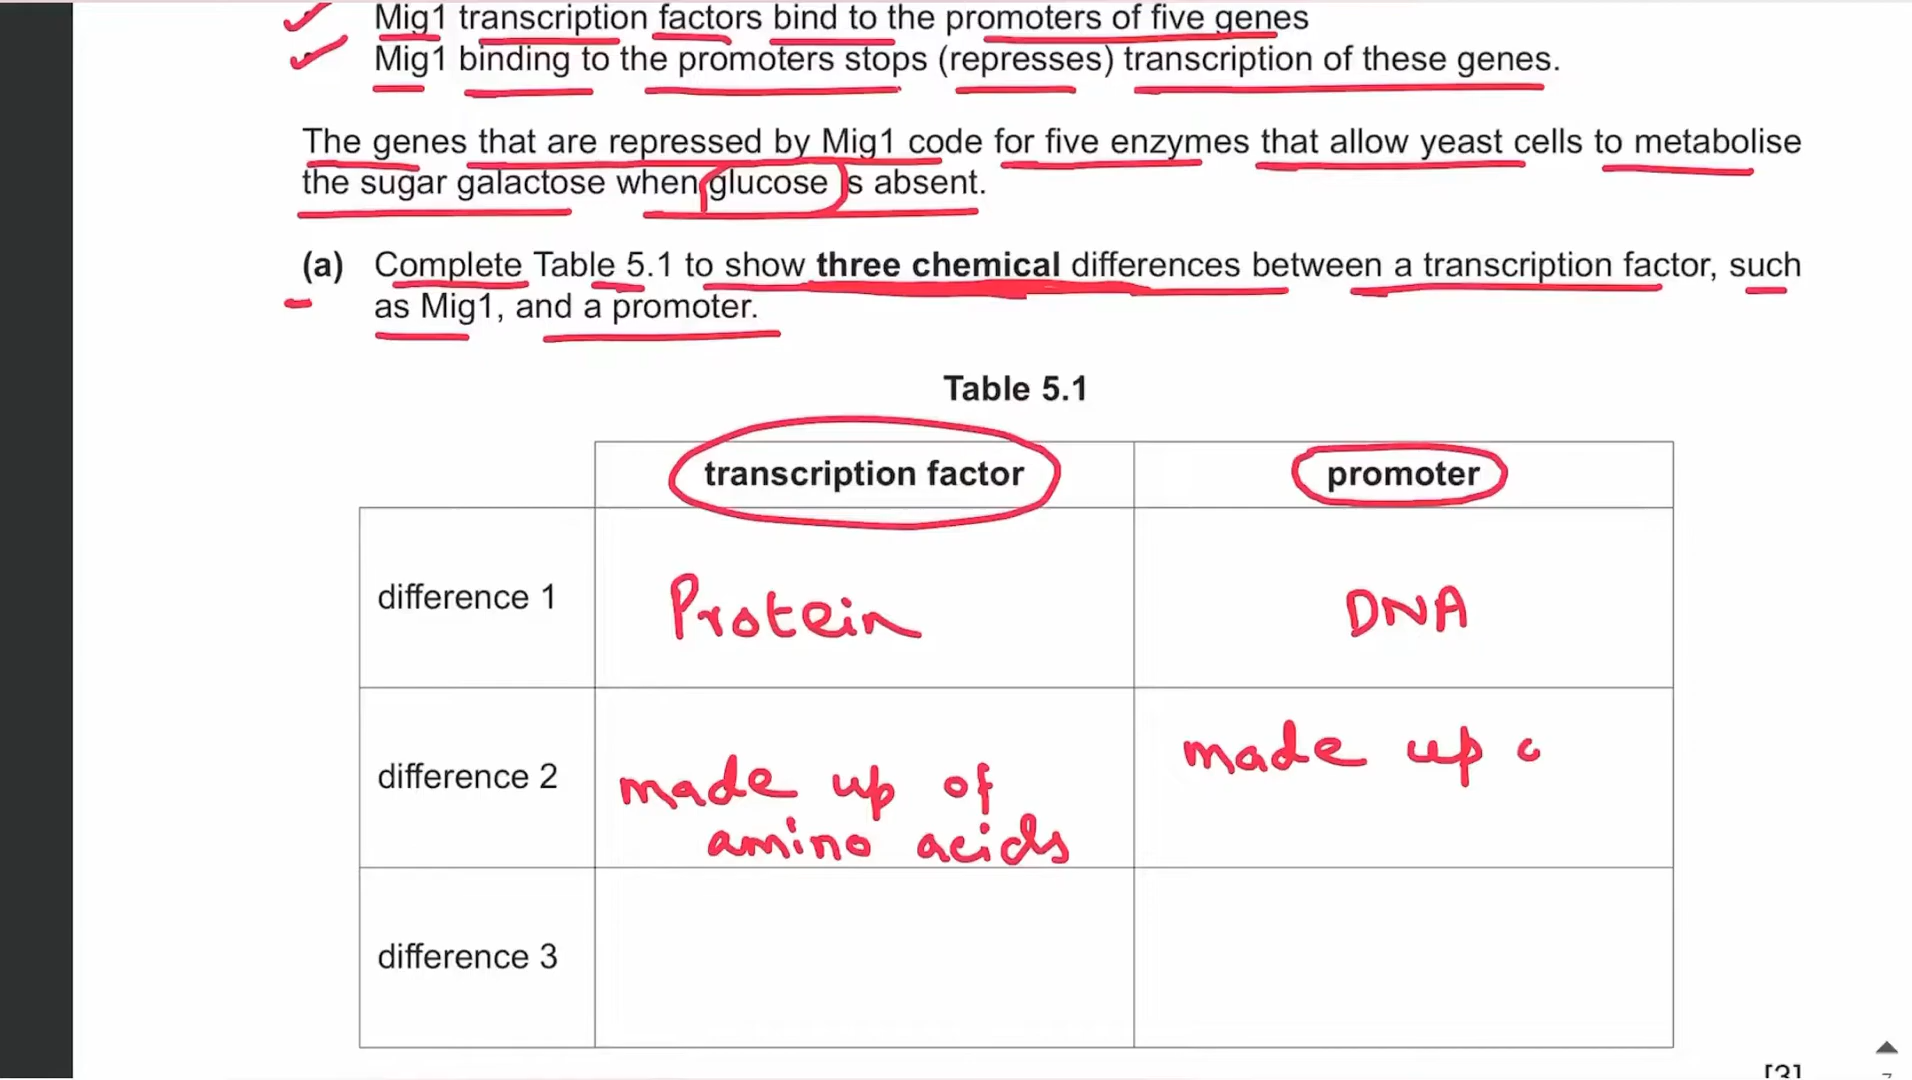 Mig1 transcription factors bind to the promoters of five genes
Mig1 binding to the promoters stops (represses) transcription of these genes.
The genes that are repressed by Mig1 code for five enzymes that allow yeast cells to metabolise
the sugar galactose when glucose is absent.
(a) Complete Table 5.1 to show three chemical differences between a transcription factor, such
as Mig1, and a promoter.
Table 5.1
transcription factor promoter
difference 1 Protein DNA
made up
difference 2 made up of
amino acids
difference 3
[3]